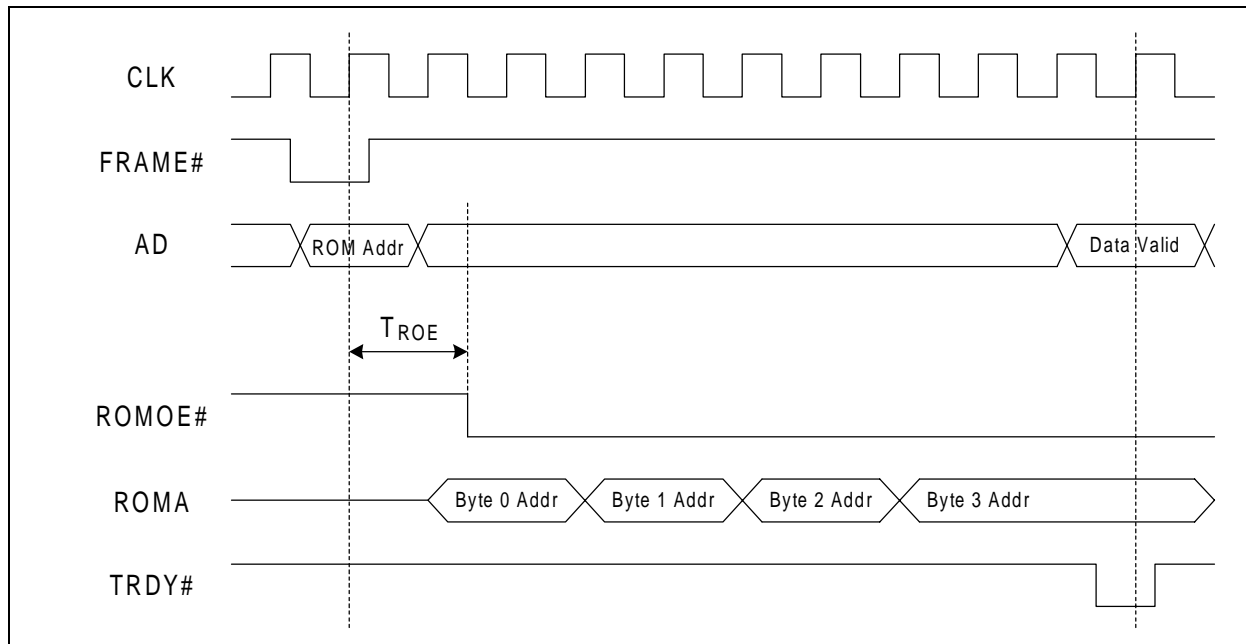 CLK
FRAME#
AD
ROM Addr
Data Valid
TROE
ROMOE#
ROMA
Byte 0 Addr
Byte 1 Addr
Byte 2 Addr
Byte 3 Addr
TRDY#